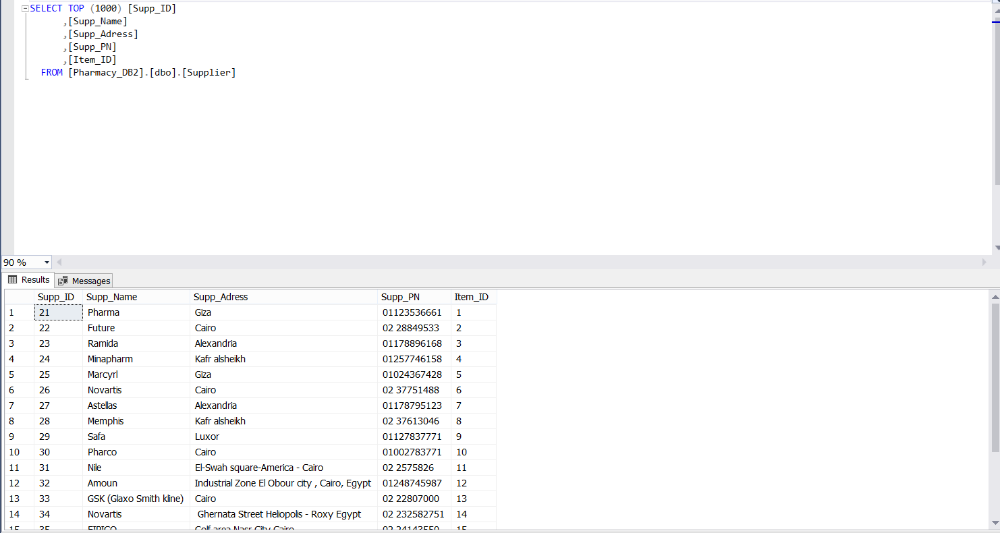 SELECT TOP (1000) [Supp_ID]
,[Supp_Name]
,[Supp_Adress]
,[Supp_PN]
,[Item_ID]
FROM [Pharmacy_DB2].[dbo].[Supplier]
90 %
Results Messages
Supp_ID Supp_Name Supp_Adress Supp_PN Item_ID
1 21 Pharma Giza 01123536661 1
2 22 Future Cairo 02 28849533 2
3 23 Ramida Alexandria 01178896168 3
4 24 Minapharm Kafr alsheikh 01257746158 4
5 25 Marcyrl Giza 01024367428 5
6 26 Novartis Cairo 02 37751488 6
7 27 Astellas Alexandria 01178795123 7
8 28 Memphis Kafr alsheikh 02 37613046 8
9 29 Safa Luxor 01127837771 9
10 30 Pharco Cairo 01002783771 10
11 31 Nile El-Swah square-America - Cairo 02 2575826 11
12 32 Amoun Industrial Zone El Obour city , Cairo, Egypt 01248745987 12
13 33 GSK (Glaxo Smith kline) Cairo 02 22807000 13
14 34 Novartis Ghernata Street Heliopolis - Roxy Egypt 02 232582751 14
15 35 area Nasr City Cairo 15